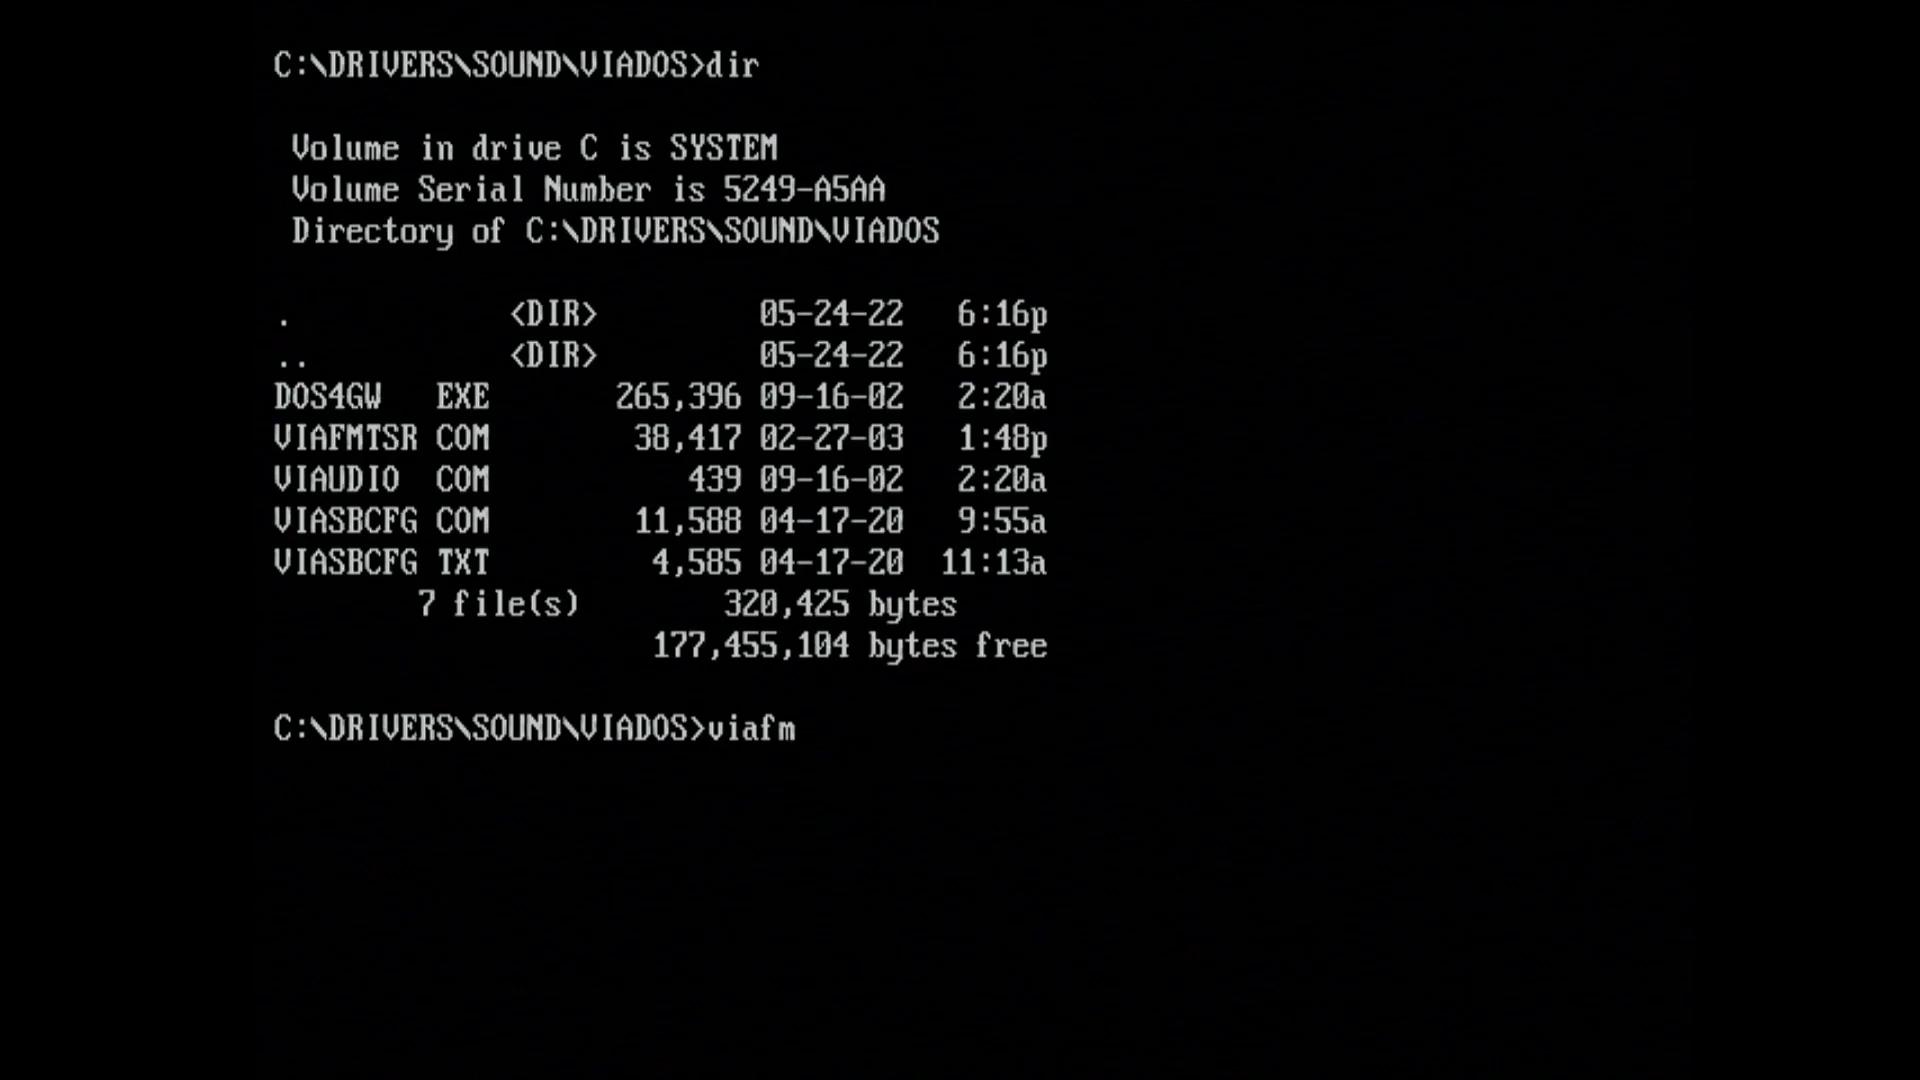 C:\DRIVERS\SOUND\VIADOS>dir
Volume in drive C is SYSTEM
Volume Serial Number is 5249-A5AA
Directory of C:\DRIVERS\SOUND\VIADOS
. <DIR> 05-24-22 6:16p
.. <DIR> 05-24-22 6:16p
DOS4GW EXE 265,396 09-16-02 2:20a
VIAFMTSR COM 38,417 02-27-03 1:48p
VIAUDIO COM 439 09-16-02 2:20a
VIASBCFG COM 11,588 04-17-20 9:55a
VIASBCFG TXT 4,585 04-17-20 11:13a
7 file(s) 320,425 bytes
177,455,104 bytes free
C:\DRIVERS\SOUND\VIADOS>viafm